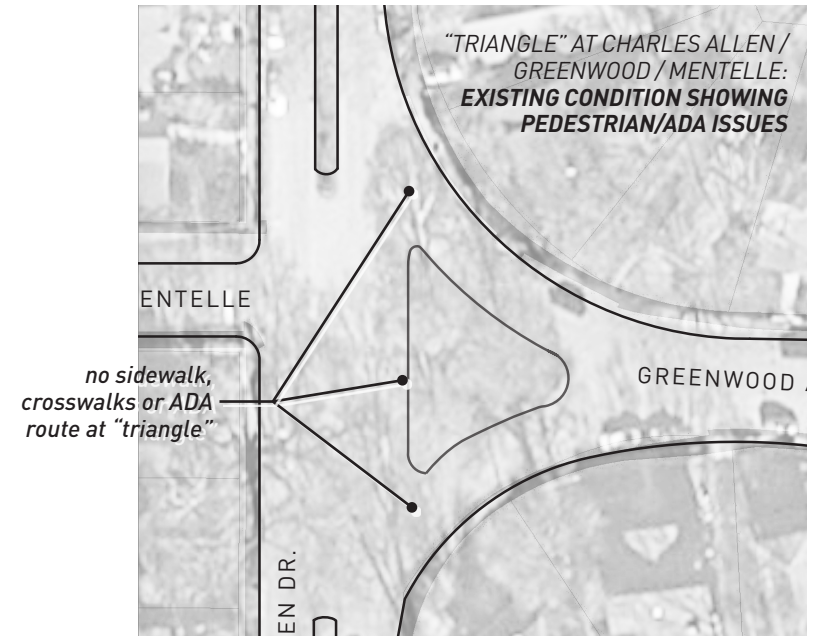 “TRIANGLE” AT CHARLES ALLEN /
GREENWOOD / MENTELLE:
EXISTING CONDITION SHOWING
PEDESTRIAN/ADA ISSUES
ENTELLE
no sidewalk,
crosswalks or ADA
route at “triangle”
GREENWOOD
EN DR.